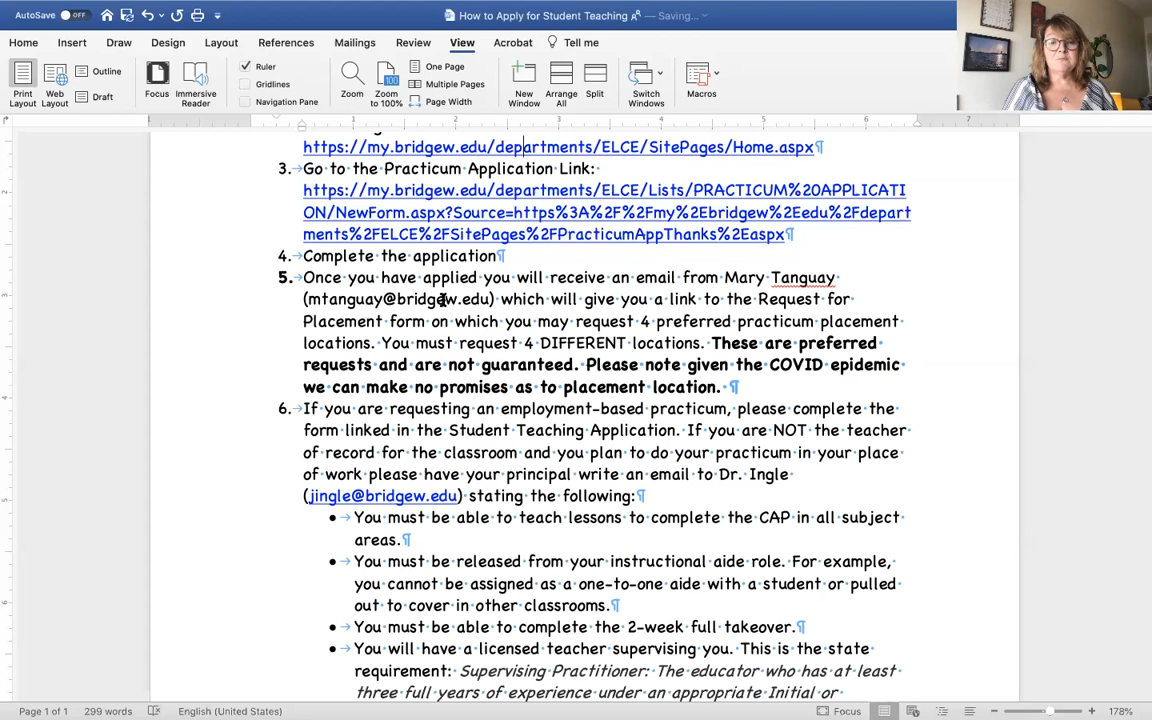 AutoSave OFF How to Apply for Student Teaching — Saving...
Home Insert Draw Design Layout References Mailings Review View Acrobat Tell me
Print Layout Web Layout Outline Draft Focus Immersive Reader Ruler Gridlines Navigation Pane Zoom Zoom to 100% 100 One Page Multiple Pages Page Width New Window Arrange All Split Switch Windows Macros
1 1 2 3 4 5 6 7
https://my.bridgew.edu/departments/ELCE/SitePages/Home.aspx¶
3. Go to the Practicum Application Link:
https://my.bridgew.edu/departments/ELCE/Lists/PRACTICUM%20APPLICATI
ON/NewForm.aspx?Source=https%3A%2F%2Fmy%2Ebridgew%2Eedu%2Fdepart
ments%2FELCE%2FSitePages%2FPracticumAppThanks%2Easpx¶
4. Complete the application¶
5. Once you have applied you will receive an email from Mary Tanguay
(mtanguay@bridgew.edu) which will give you a link to the Request for
Placement form on which you may request 4 preferred practicum placement
locations. You must request 4 DIFFERENT locations. These are preferred
requests and are not guaranteed. Please note given the COVID epidemic
we can make no promises as to placement location. ¶
6. If you are requesting an employment-based practicum, please complete the
form linked in the Student Teaching Application. If you are NOT the teacher
of record for the classroom and you plan to do your practicum in your place
of work please have your principal write an email to Dr. Ingle
(jingle@bridgew.edu) stating the following:¶
• You must be able to teach lessons to complete the CAP in all subject
areas.¶
• You must be released from your instructional aide role. For example,
you cannot be assigned as a one-to-one aide with a student or pulled
out to cover in other classrooms.¶
• You must be able to complete the 2-week full takeover.¶
• You will have a licensed teacher supervising you. This is the state
requirement: Supervising Practitioner: The educator who has at least
three full years of experience under an appropriate Initial or
Page 1 of 1 299 words English (United States) Focus 178%